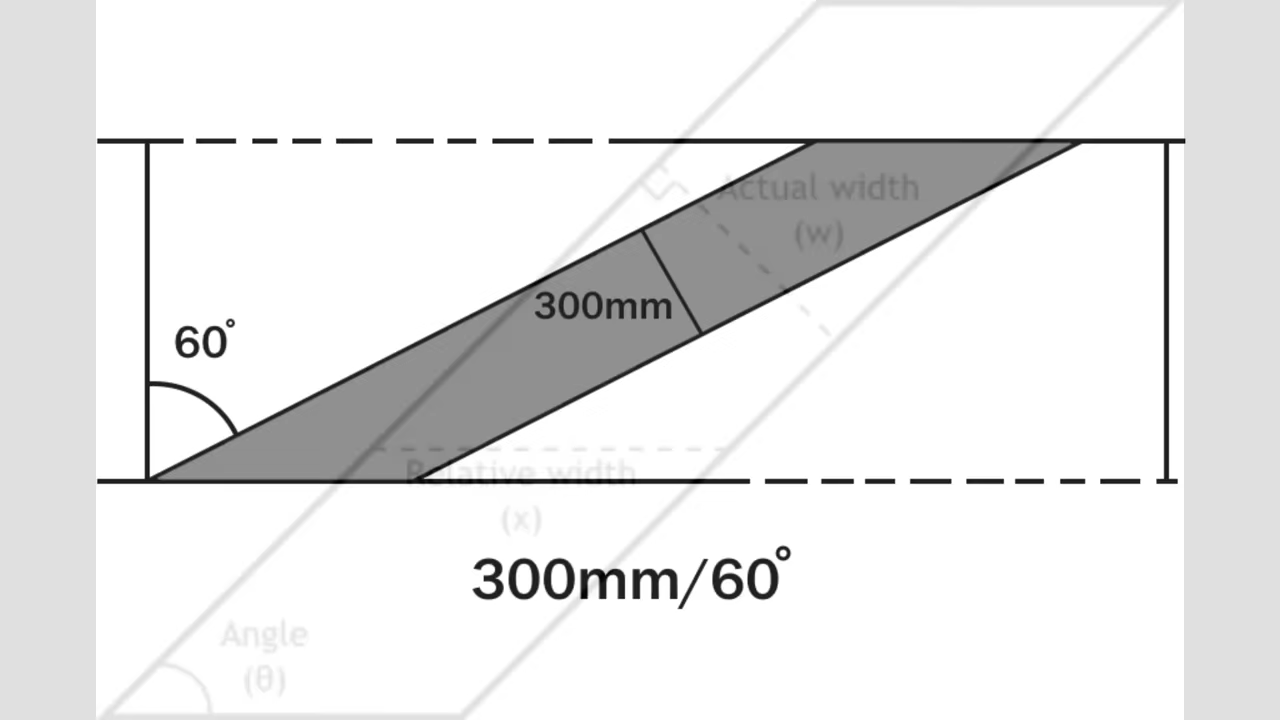 Actual width
(w)
300mm
60°
Relative width
(x)
300mm/60°
Angle
(θ)